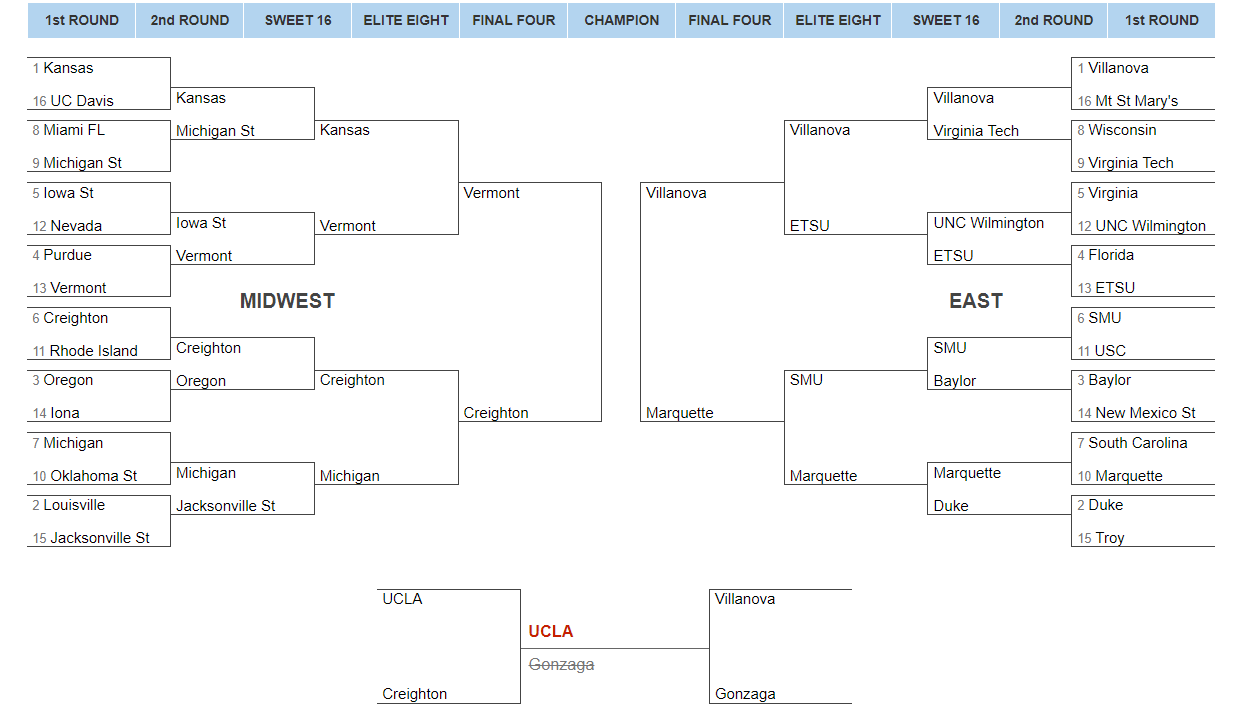 1st ROUND 2nd ROUND SWEET 16 ELITE EIGHT FINAL FOUR CHAMPION FINAL FOUR ELITE EIGHT SWEET 16 2nd ROUND 1st ROUND
1 Kansas
16 UC Davis
8 Miami FL
9 Michigan St
5 Iowa St
12 Nevada
4 Purdue
13 Vermont
6 Creighton
11 Rhode Island
3 Oregon
14 Iona
7 Michigan
10 Oklahoma St
2 Louisville
15 Jacksonville St
Kansas
Michigan St
Iowa St
Vermont
MIDWEST
Creighton
Oregon
Michigan
Jacksonville St
Kansas
Vermont
Creighton
Michigan
Vermont
Creighton
Villanova
Marquette
Villanova
ETSU
SMU
Marquette
Villanova
Virginia Tech
UNC Wilmington
ETSU
EAST
SMU
Baylor
Marquette
Duke
1 Villanova
16 Mt St Mary's
8 Wisconsin
9 Virginia Tech
5 Virginia
12 UNC Wilmington
4 Florida
13 ETSU
6 SMU
11 USC
3 Baylor
14 New Mexico St
7 South Carolina
10 Marquette
2 Duke
15 Troy
UCLA
Creighton
UCLA
Gonzaga
Villanova
Gonzaga